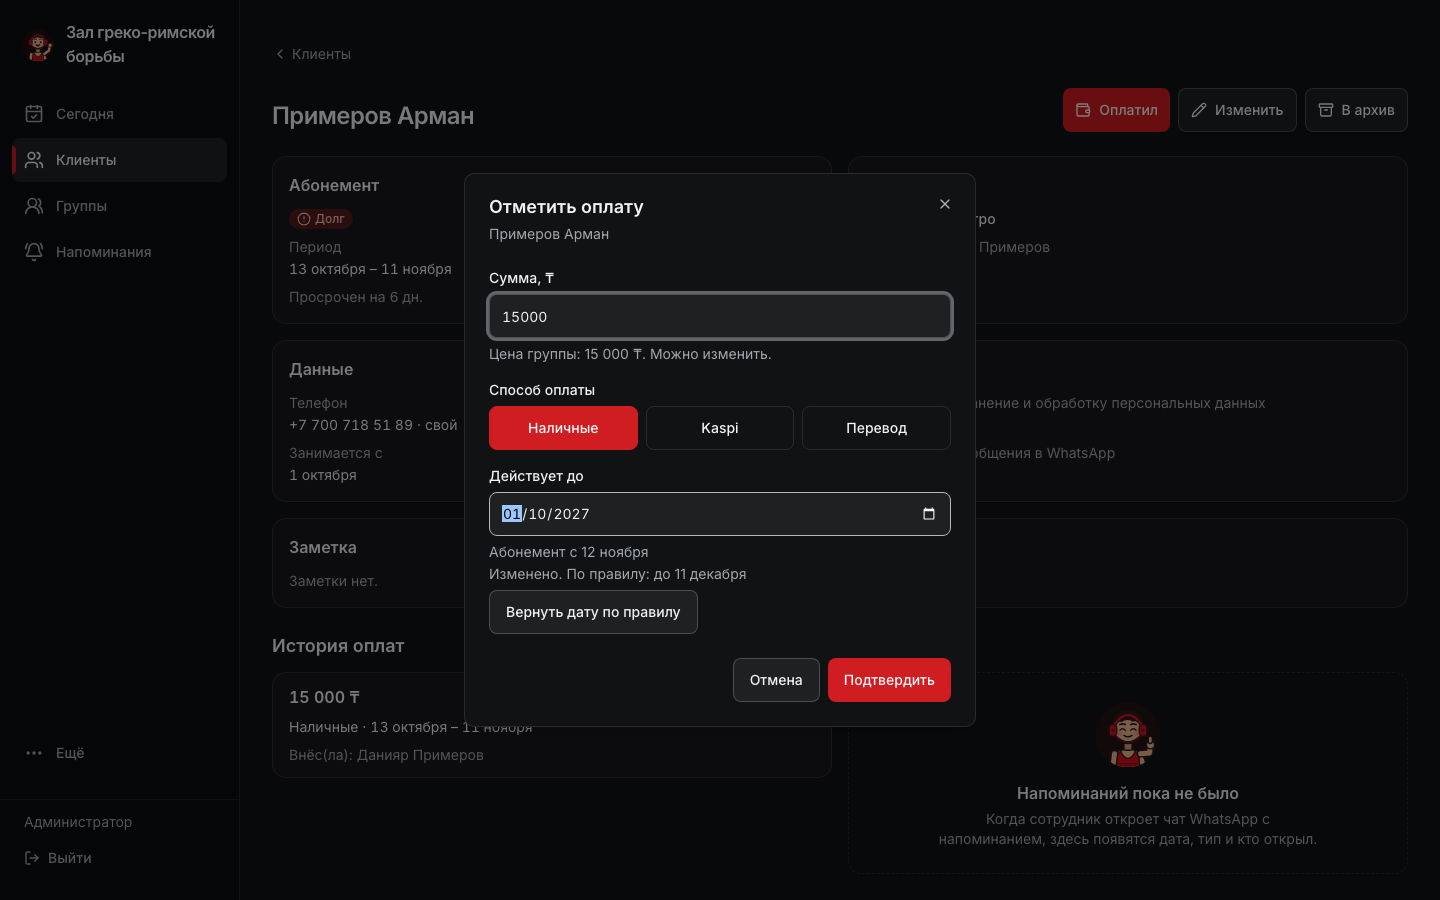 Зал греко-римской
борьбы
Сегодня
Клиенты
Группы
Напоминания
Ещё
Администратор
Выйти
Клиенты
Примеров Арман
Оплатил
Изменить
В архив
Абонемент
Долг
Период
13 октября – 11 ноября
Просрочен на 6 дн.
Примеров
Данные
Телефон
+7 700 718 51 89 · свой
Занимается с
1 октября
и обработку персональных данных
в WhatsApp
Заметка
Заметки нет.
История оплат
15 000 ₸
Наличные · 13 октября – 11 ноября
Внёс(ла): Данияр Примеров
Напоминаний пока не было
Когда сотрудник откроет чат WhatsApp с
напоминанием, здесь появятся дата, тип и кто открыл.
Отметить оплату
Примеров Арман
Сумма, ₸
15000
Цена группы: 15 000 ₸. Можно изменить.
Способ оплаты
Наличные
Kaspi
Перевод
Действует до
01/10/2027
Абонемент с 12 ноября
Изменено. По правилу: до 11 декабря
Вернуть дату по правилу
Отмена
Подтвердить